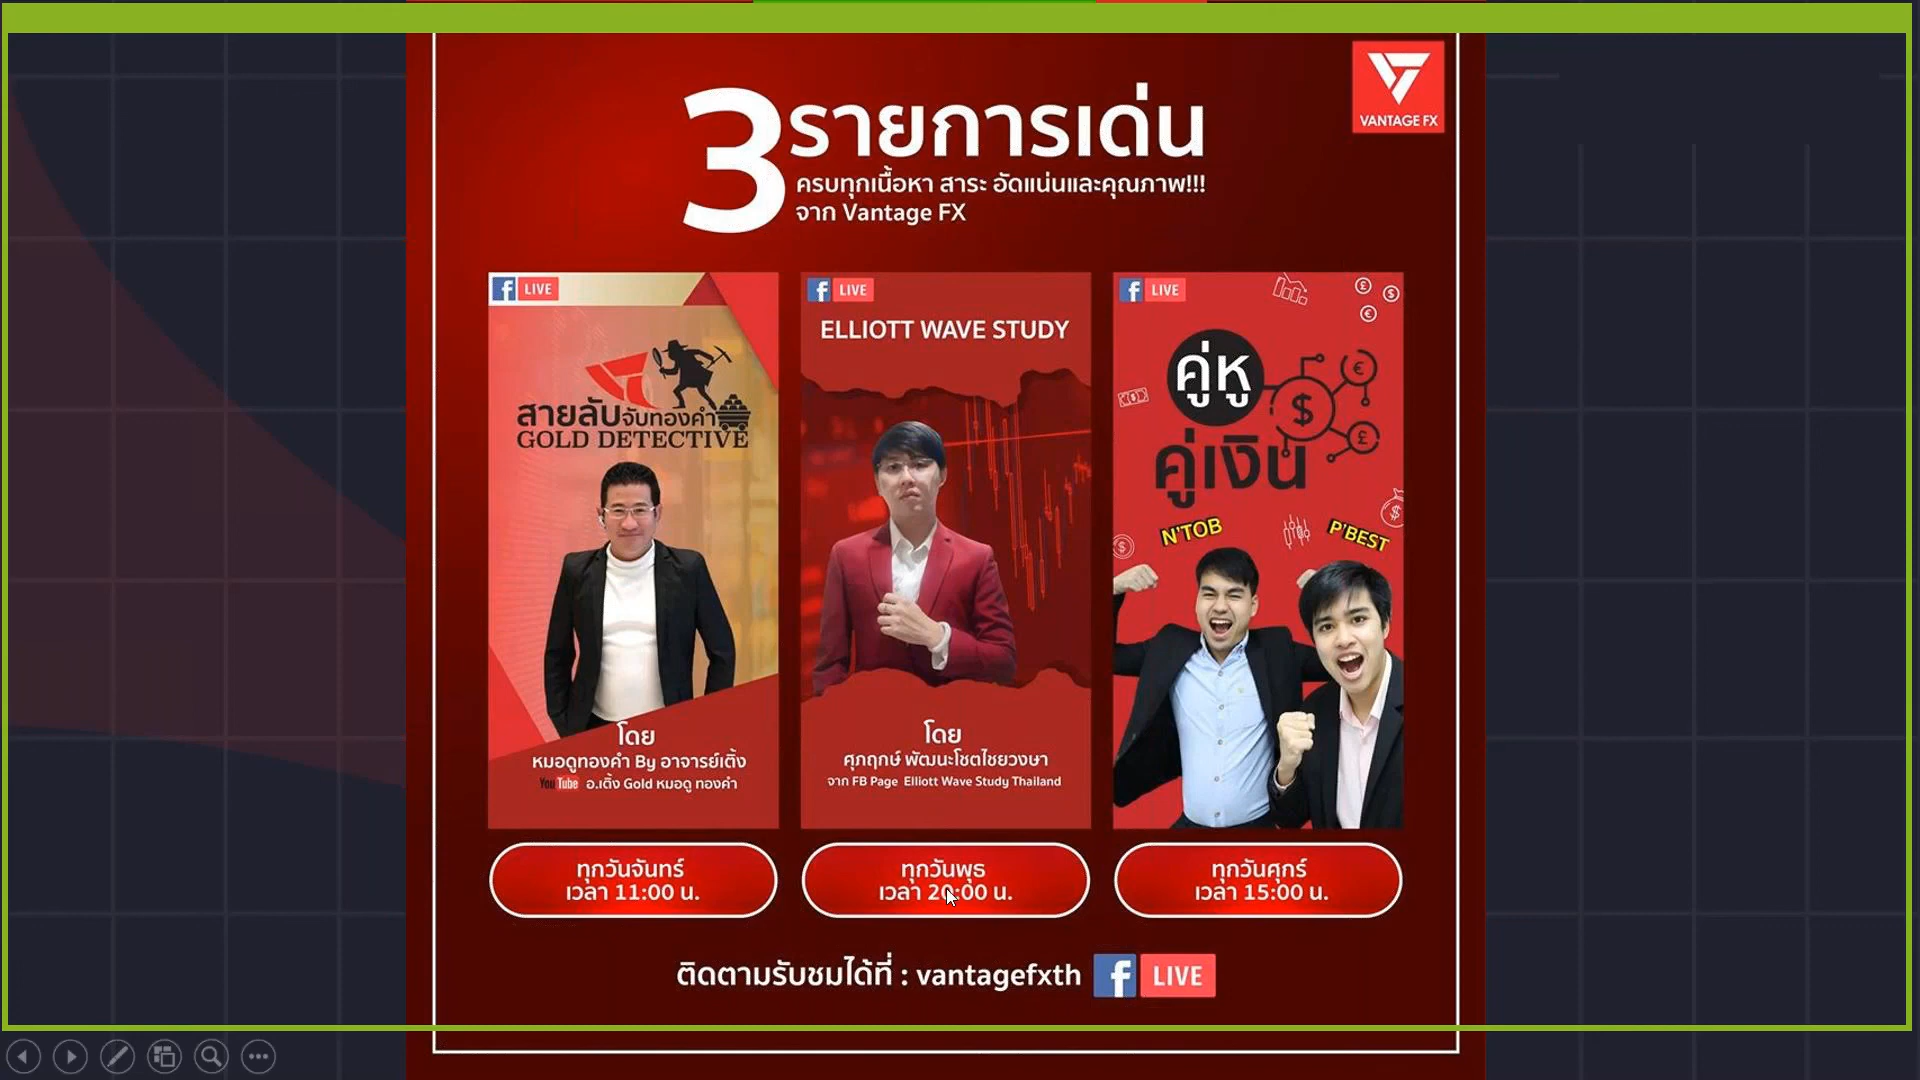 VANTAGE FX
3 รายการเด่น
ครบทุกเนื้อหา สาระ อัดแน่นและคุณภาพ!!!
จาก Vantage FX
f LIVE
สายลับจับทองคำ
GOLD DETECTIVE
โดย
หมอดูทองคำ By อาจารย์เติ้ง
YouTube อ.เติ้ง Gold หมอดู ทองคำ
ทุกวันจันทร์
เวลา 11:00 น.
f LIVE
ELLIOTT WAVE STUDY
โดย
ศุภฤกษ์ พัฒนะโชตไชยวงษา
จาก FB Page Elliott Wave Study Thailand
ทุกวันพุธ
เวลา 20:00 น.
f LIVE
คู่หู
คู่เงิน
N'TOB
P'BEST
ทุกวันศุกร์
เวลา 15:00 น.
ติดตามรับชมได้ที่ : vantagefxth f LIVE